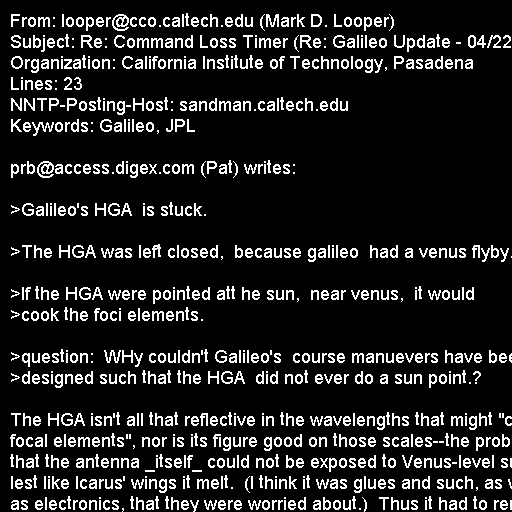 From: looper@cco.caltech.edu (Mark D. Looper)
Subject: Re: Command Loss Timer (Re: Galileo Update - 04/22
Organization: California Institute of Technology, Pasadena
Lines: 23
NNTP-Posting-Host: sandman.caltech.edu
Keywords: Galileo, JPL

prb@access.digex.com (Pat) writes:

>Galileo's HGA  is stuck.

>The HGA was left closed,  because galileo  had a venus flyby.

>If the HGA were pointed att he sun,  near venus,  it would
>cook the foci elements.

>question:  WHy couldn't Galileo's  course manuevers have
>designed such that the HGA  did not ever do a sun point.?

The HGA isn't all that reflective in the wavelengths that might
focal elements", nor is its figure good on those scales--the
that the antenna _itself_ could not be exposed to Venus-level
lest like Icarus' wings it melt.  (I think it was glues and such, as
as electronics, that they were worried about.)  Thus it had to